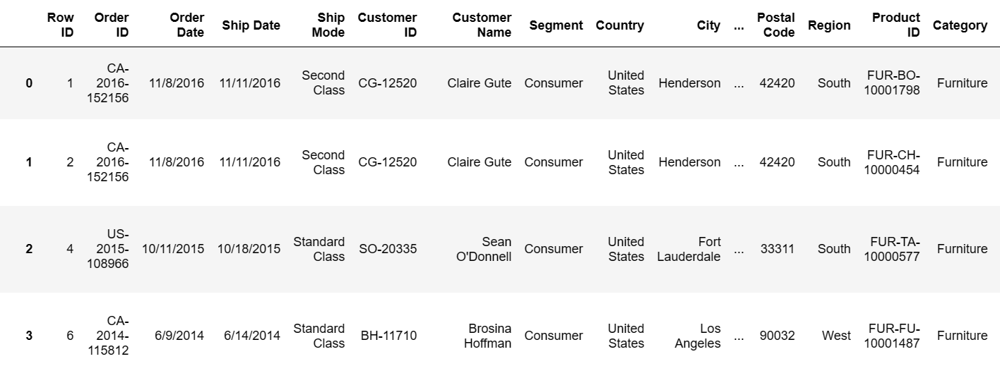 Row ID Order ID Order Date Ship Date Ship Mode Customer ID Customer Name Segment Country City ... Postal Code Region Product ID Category
0 1 CA-2016-152156 11/8/2016 11/11/2016 Second Class CG-12520 Claire Gute Consumer United States Henderson ... 42420 South FUR-BO-10001798 Furniture
1 2 CA-2016-152156 11/8/2016 11/11/2016 Second Class CG-12520 Claire Gute Consumer United States Henderson ... 42420 South FUR-CH-10000454 Furniture
2 4 US-2015-108966 10/11/2015 10/18/2015 Standard Class SO-20335 Sean O'Donnell Consumer United States Fort Lauderdale ... 33311 South FUR-TA-10000577 Furniture
3 6 CA-2014-115812 6/9/2014 6/14/2014 Standard Class BH-11710 Brosina Hoffman Consumer United States Los Angeles ... 90032 West FUR-FU-10001487 Furniture